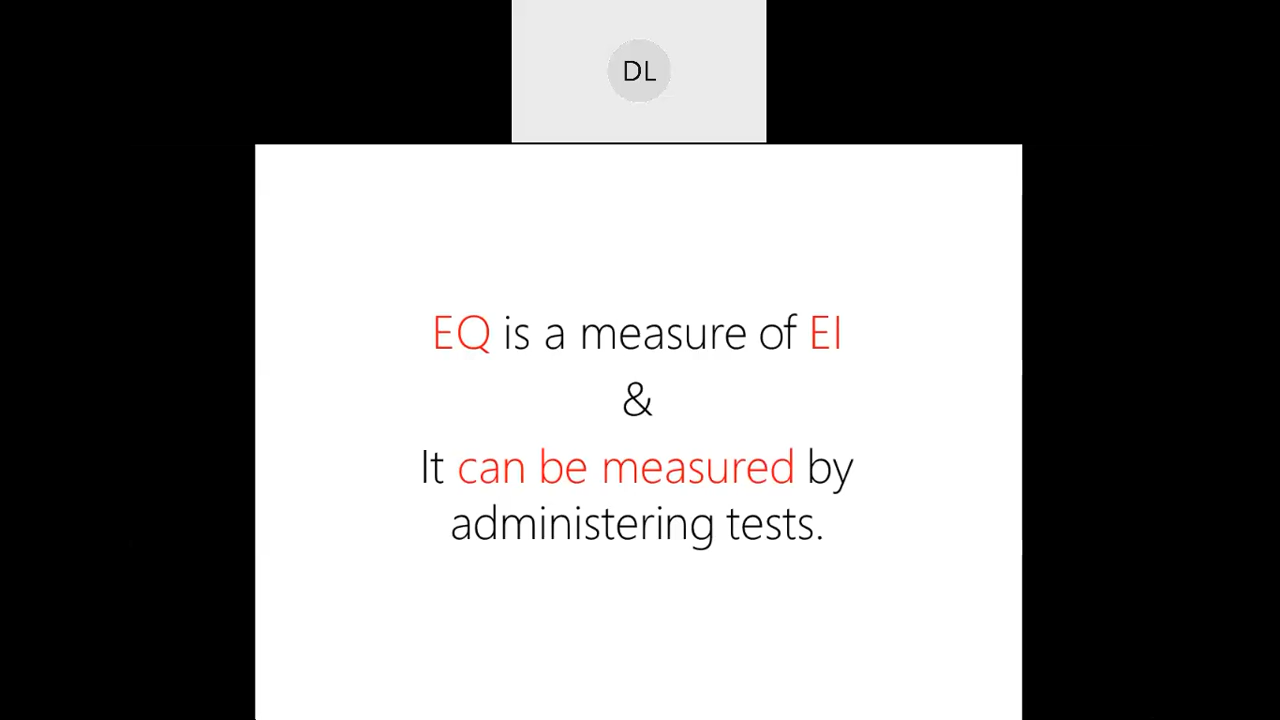 DL
EQ is a measure of EI
&
It can be measured by
administering tests.